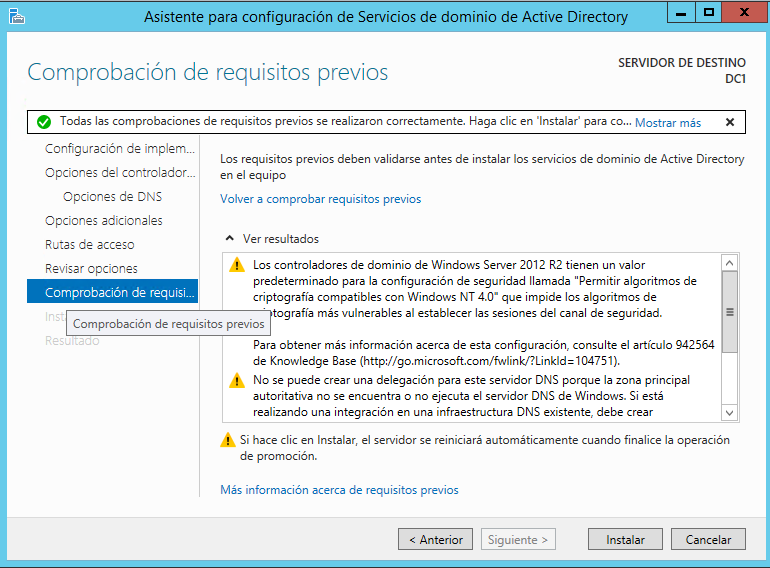 Asistente para configuración de Servicios de dominio de Active Directory
Comprobación de requisitos previos
SERVIDOR DE DESTINO
DC1
Todas las comprobaciones de requisitos previos se realizaron correctamente. Haga clic en 'Instalar' para co... Mostrar más
Configuración de implem...
Opciones del controlador...
Opciones de DNS
Opciones adicionales
Rutas de acceso
Revisar opciones
Comprobación de requisi...
Inst
Comprobación de requisitos previos
Resultado
Los requisitos previos deben validarse antes de instalar los servicios de dominio de Active Directory
en el equipo
Volver a comprobar requisitos previos
Ver resultados
Los controladores de dominio de Windows Server 2012 R2 tienen un valor
predeterminado para la configuración de seguridad llamada "Permitir algoritmos de
criptografía compatibles con Windows NT 4.0" que impide los algoritmos de
iptografía más vulnerables al establecer las sesiones del canal de seguridad.
Para obtener más información acerca de esta configuración, consulte el artículo 942564
de Knowledge Base (http://go.microsoft.com/fwlink/?LinkId=104751).
No se puede crear una delegación para este servidor DNS porque la zona principal
autoritativa no se encuentra o no ejecuta el servidor DNS de Windows. Si está
realizando una integración en una infraestructura DNS existente, debe crear
Si hace clic en Instalar, el servidor se reiniciará automáticamente cuando finalice la operación
de promoción.
Más información acerca de requisitos previos
< Anterior
Siguiente >
Instalar
Cancelar